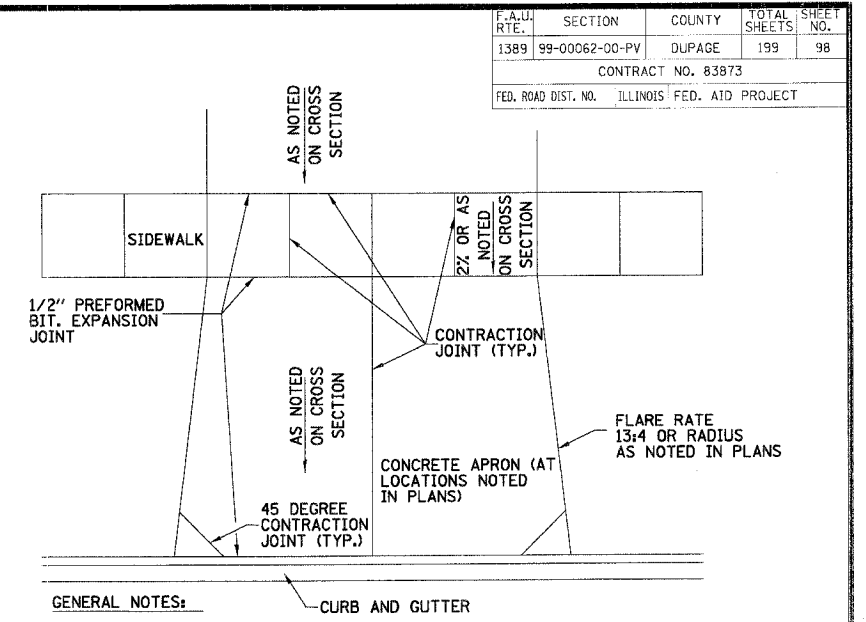 F.A.U. RTE. SECTION COUNTY TOTAL SHEETS SHEET NO.
1389 99-00062-00-PV DUPAGE 199 98
CONTRACT NO. 83873
FED. ROAD DIST. NO. ILLINOIS FED. AID PROJECT
AS NOTED
ON CROSS
SECTION
SIDEWALK
2% OR AS
NOTED
ON CROSS
SECTION
1/2" PREFORMED
BIT. EXPANSION
JOINT
CONTRACTION
JOINT (TYP.)
AS NOTED
ON CROSS
SECTION
FLARE RATE
13:4 OR RADIUS
AS NOTED IN PLANS
CONCRETE APRON (AT
LOCATIONS NOTED
IN PLANS)
45 DEGREE
CONTRACTION
JOINT (TYP.)
GENERAL NOTES:
CURB AND GUTTER